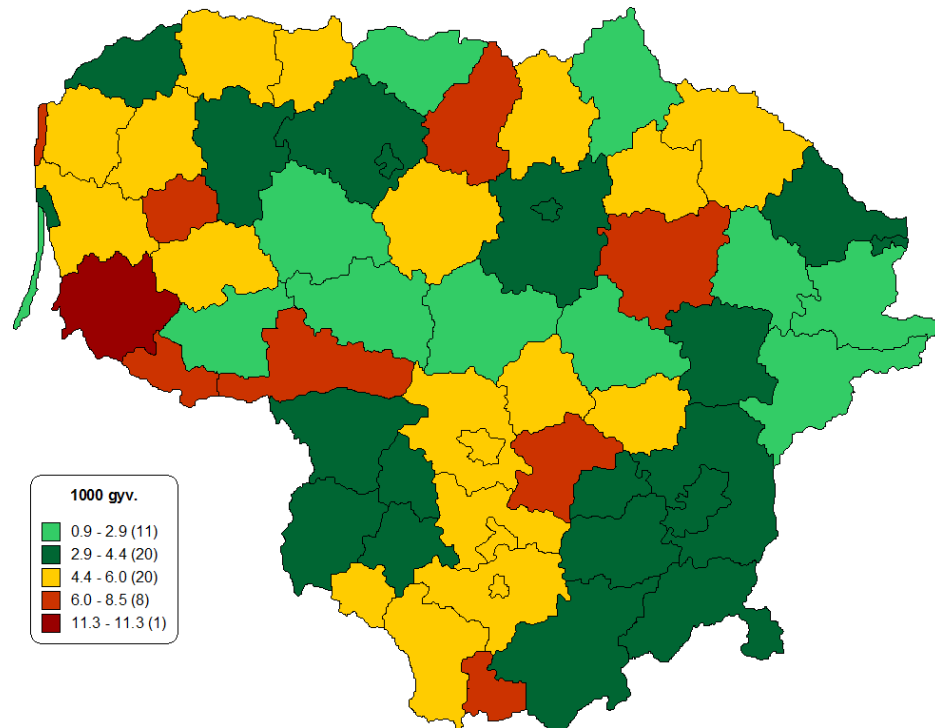 1000 gyv.
0.9 - 2.9 (11)
2.9 - 4.4 (20)
4.4 - 6.0 (20)
6.0 - 8.5 (8)
11.3 - 11.3 (1)